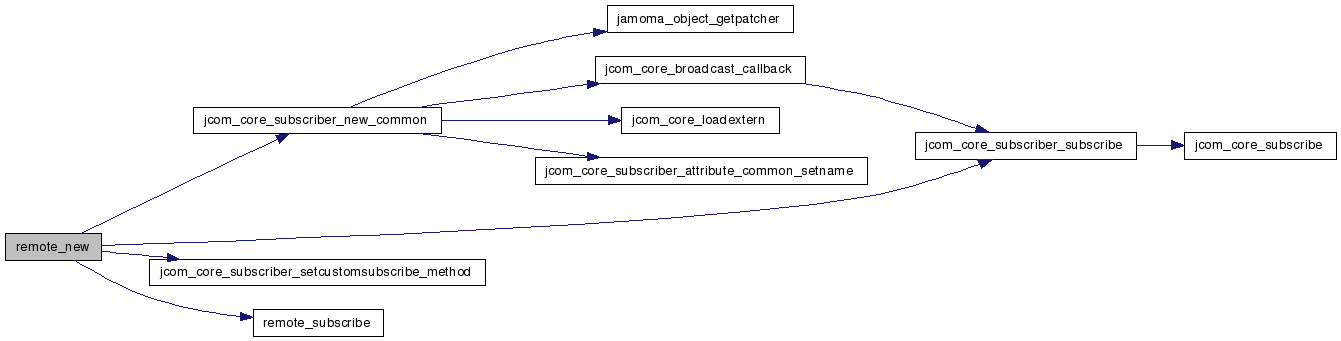 jamoma_object_getpatcher
jcom_core_broadcast_callback
jcom_core_subscriber_new_common
jcom_core_loadextern
jcom_core_subscriber_subscribe
jcom_core_subscribe
jcom_core_subscriber_attribute_common_setname
remote_new
jcom_core_subscriber_setcustomsubscribe_method
remote_subscribe